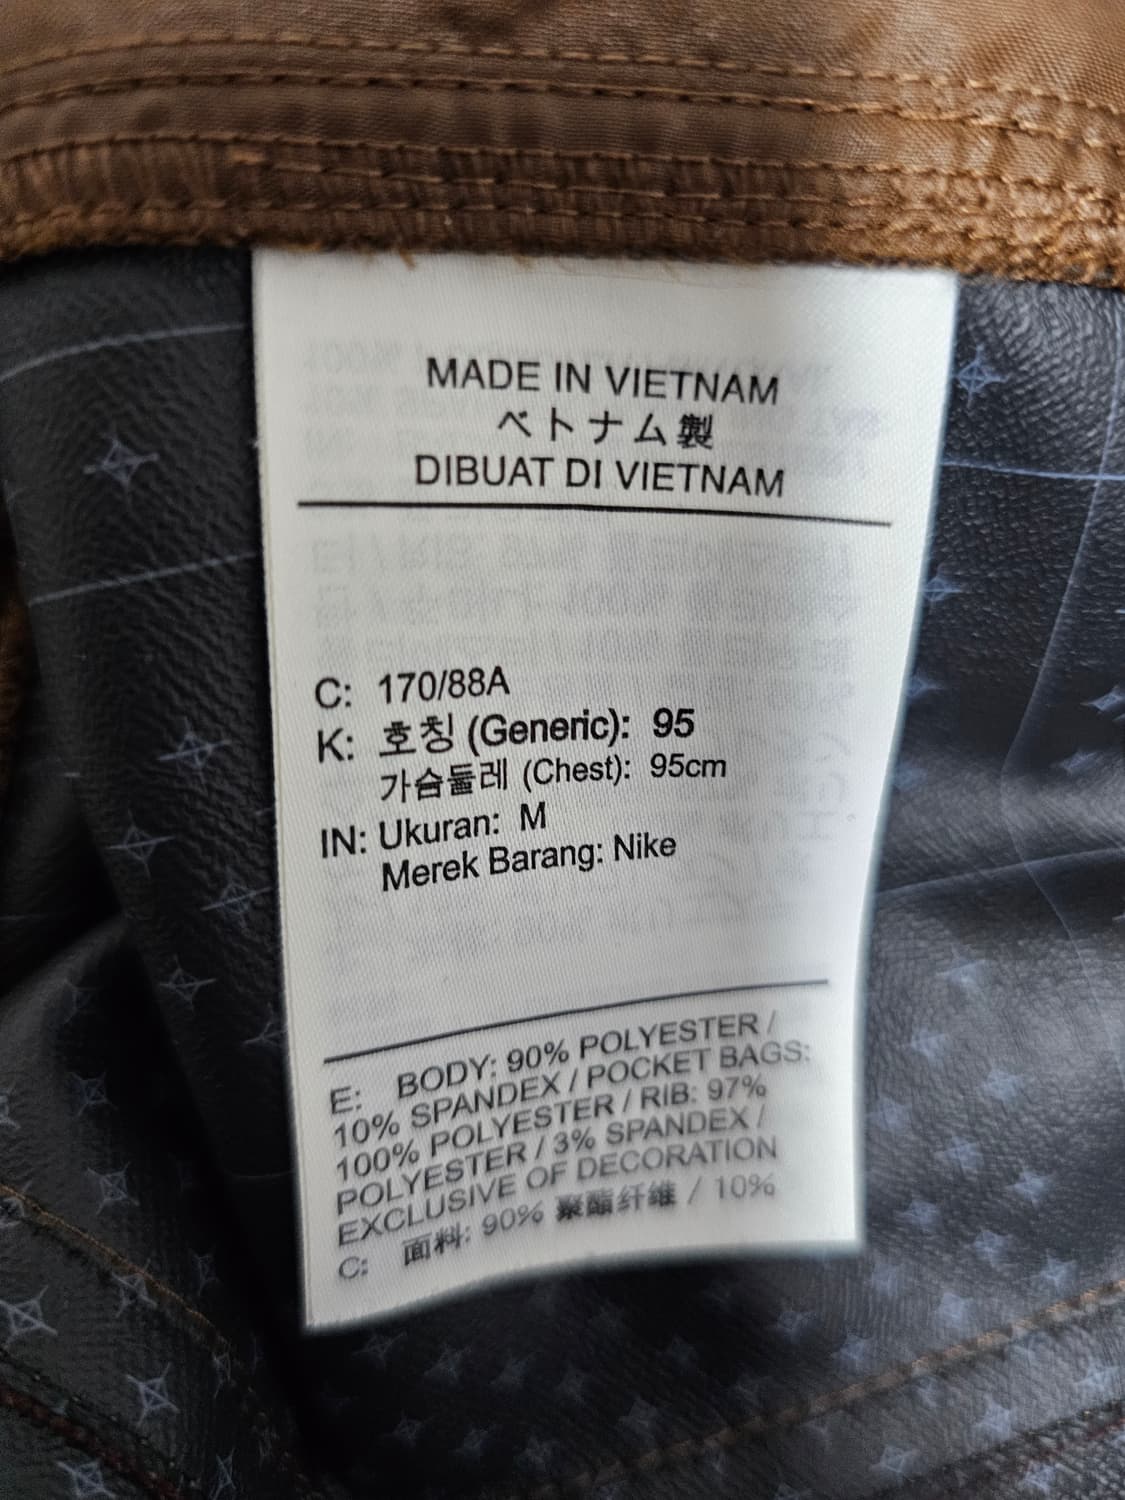 MADE IN VIETNAM
ベトナム製
DIBUAT DI VIETNAM
C: 170/88A
K: 호칭 (Generic): 95
가슴둘레 (Chest): 95cm
IN: Ukuran: M
Merek Barang: Nike
E: BODY: 90% POLYESTER /
10% SPANDEX / POCKET BAGS:
100% POLYESTER / RIB: 97%
POLYESTER / 3% SPANDEX /
EXCLUSIVE OF DECORATION
C: 面料: 90% 聚酯纤维 / 10%